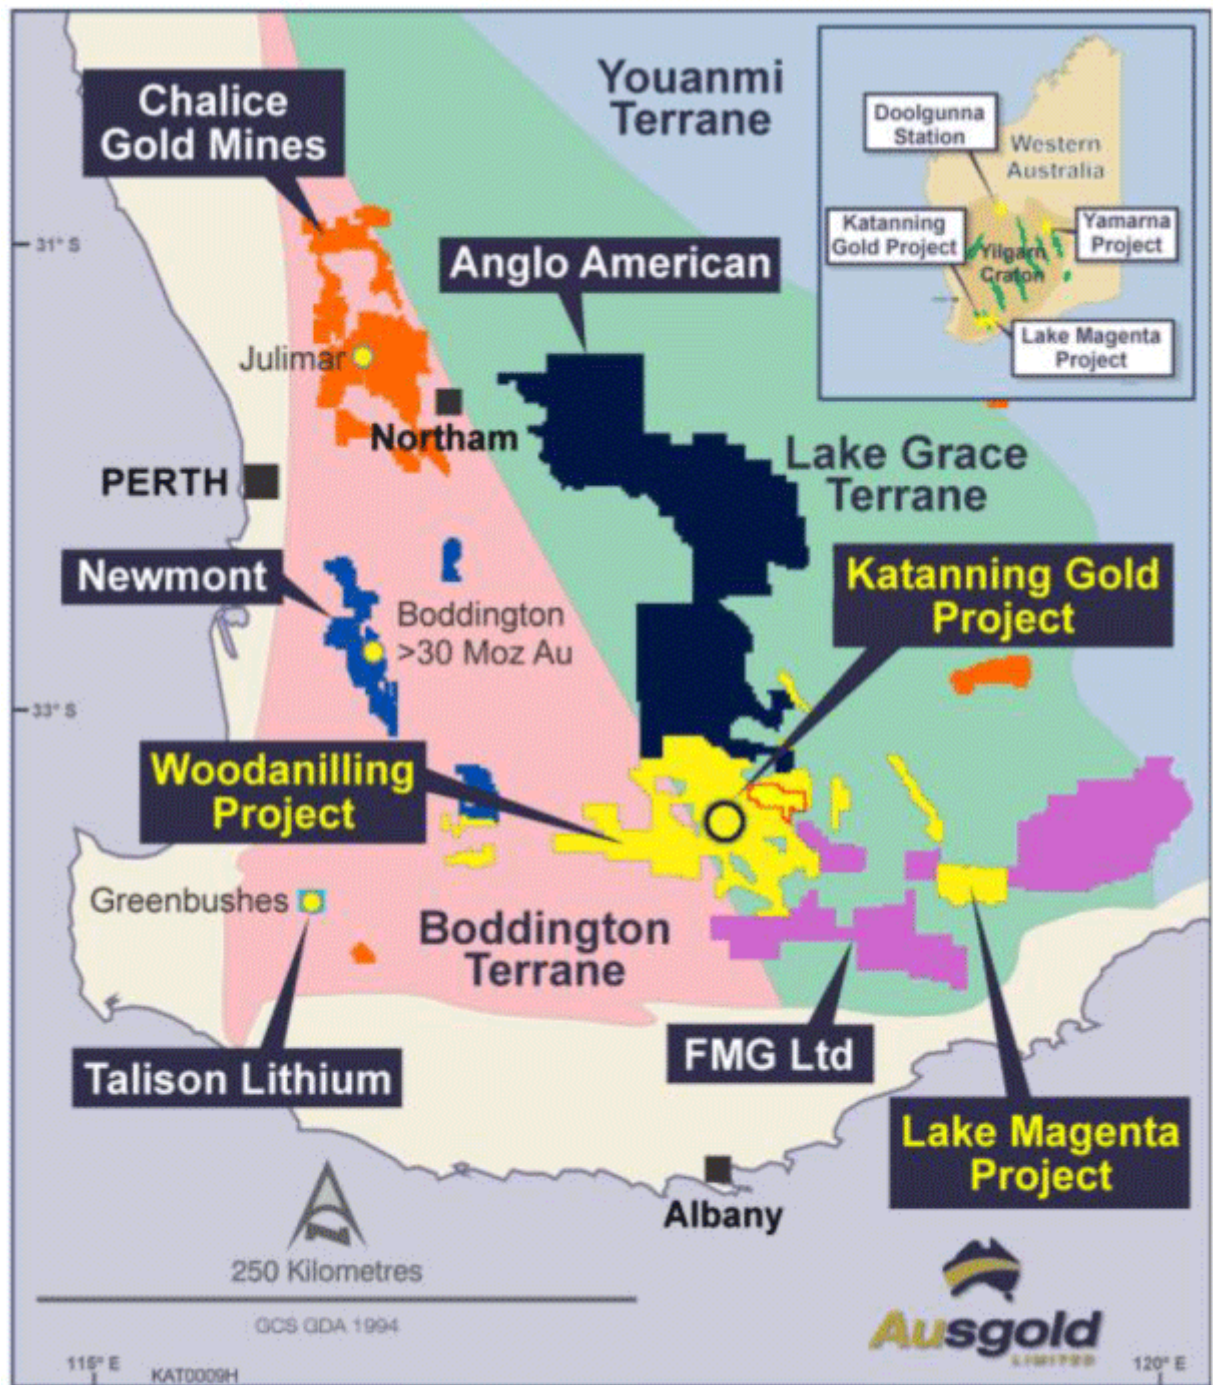 Chalice
Gold Mines
Youanmi
Terrane
Doolgunna
Station
Western
Australia
Katanning
Gold Project
Yamarna
Project
Yilgarn
Craton
Lake Magenta
Project
31° S
Anglo American
Julimar
Northam
PERTH
Lake Grace
Terrane
Newmont
Katanning Gold
Project
Boddington
>30 Moz Au
33° S
Woodanilling
Project
Greenbushes
Boddington
Terrane
FMG Ltd
Talison Lithium
Lake Magenta
Project
Albany
250 Kilometres
GCS GDA 1994
Ausgold
LIMITED
115° E
KAT0009H
120° E